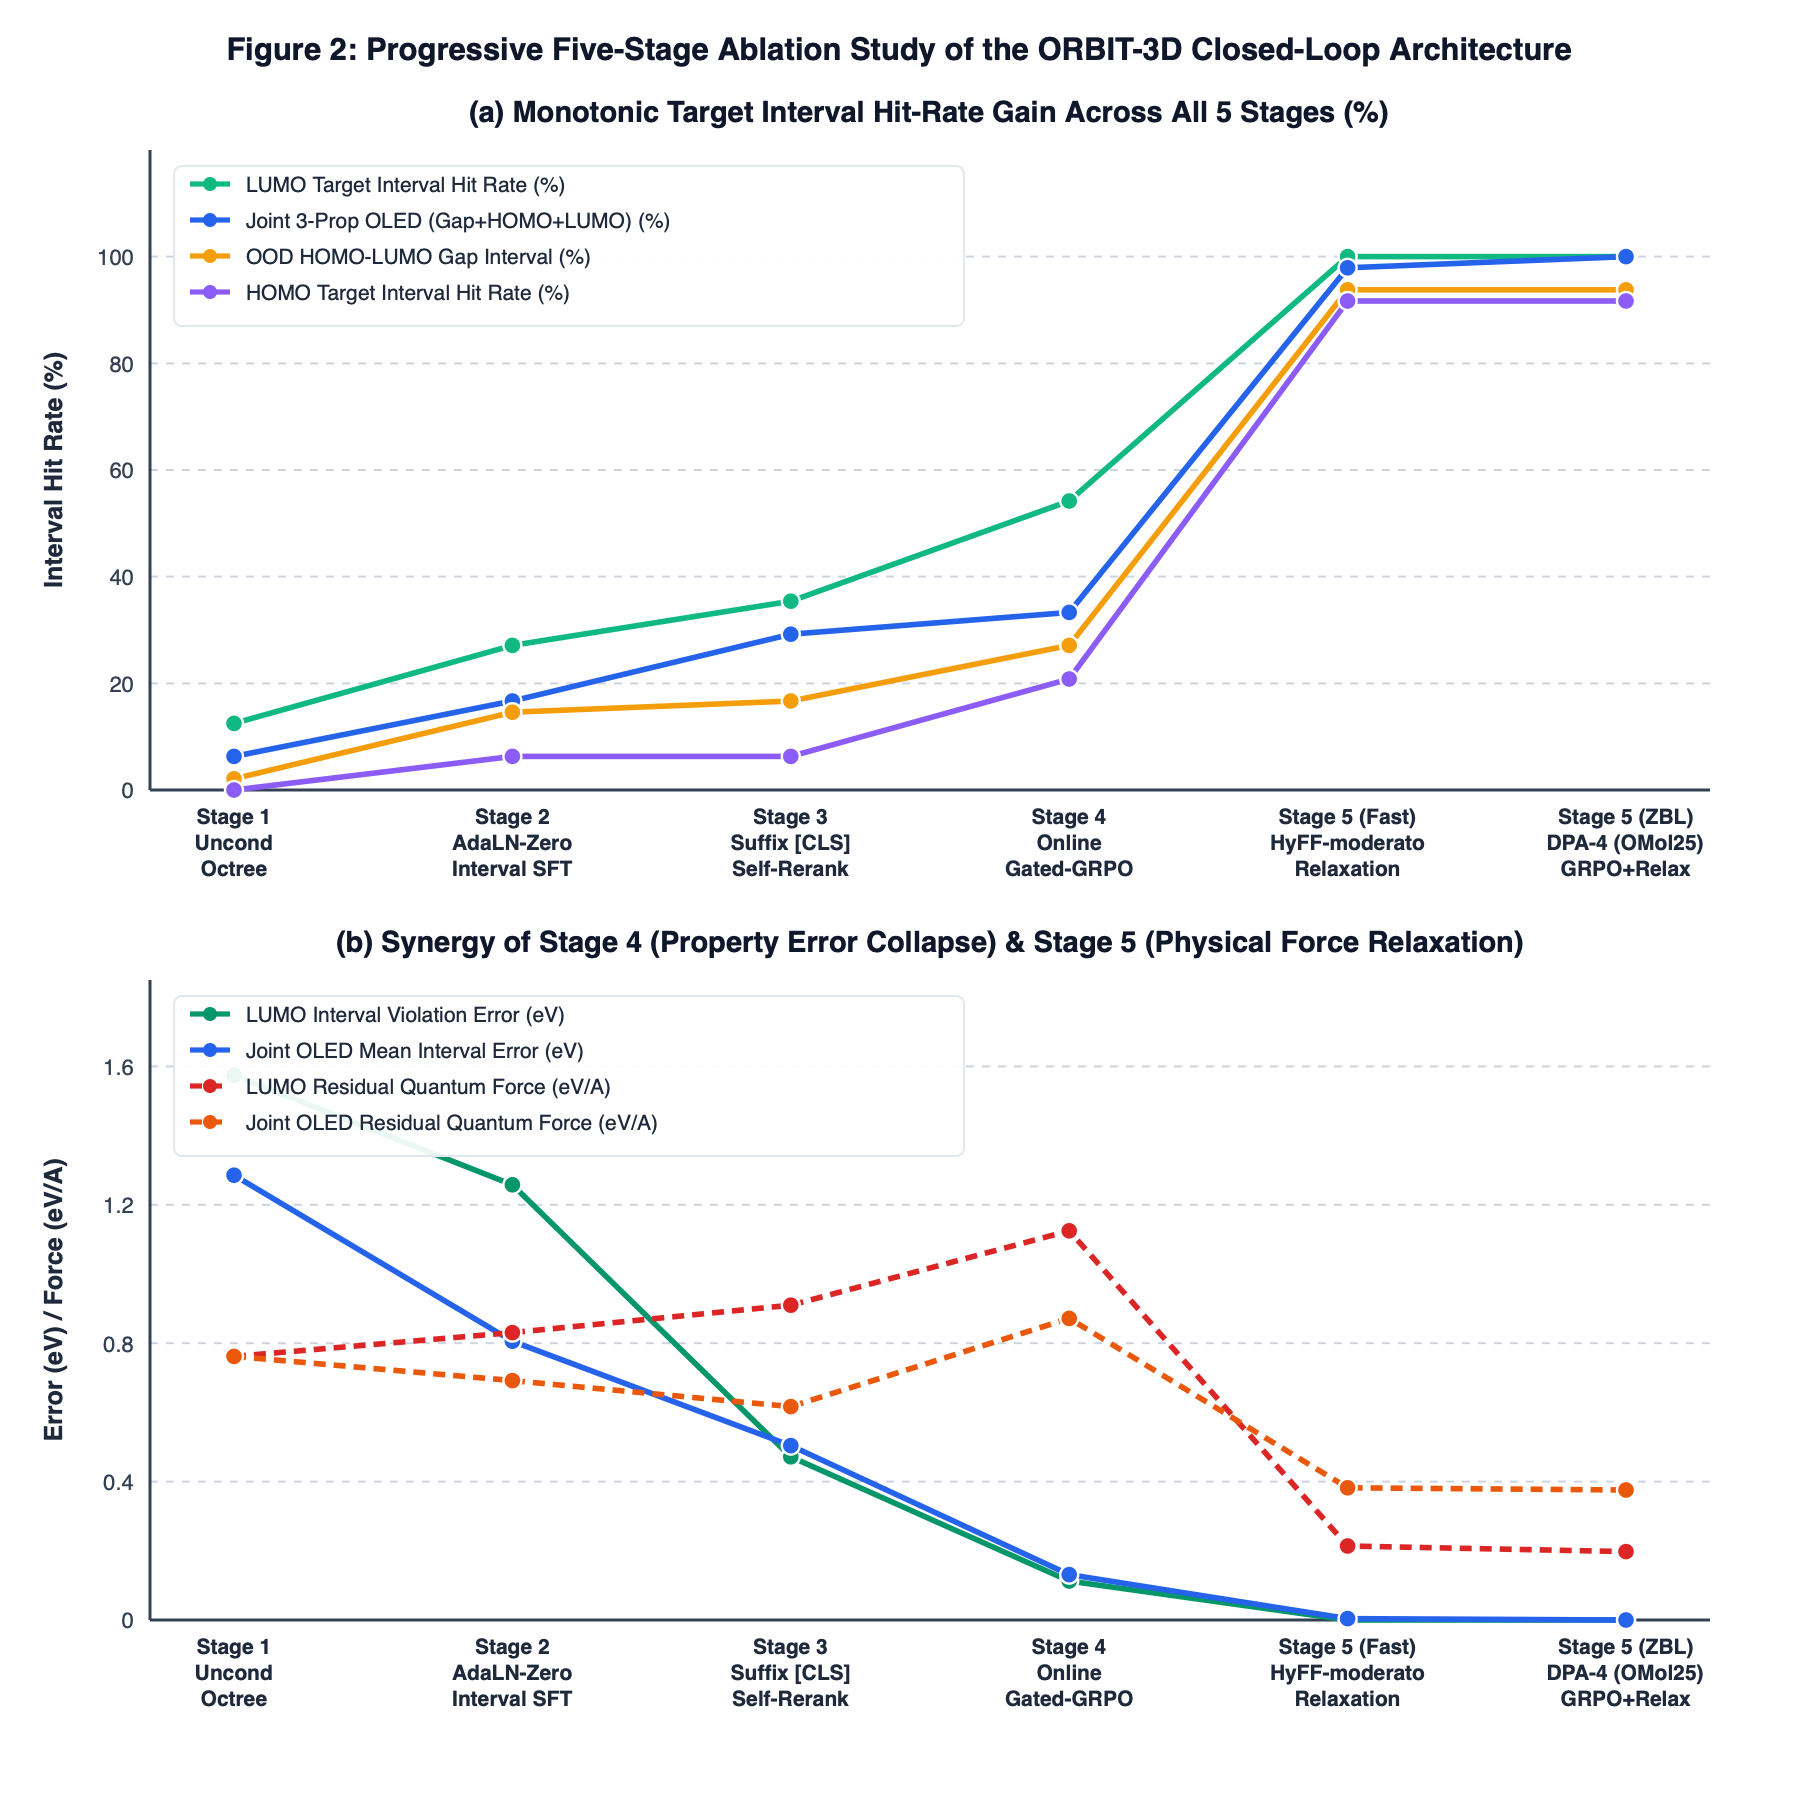 Figure 2: Progressive Five-Stage Ablation Study of the ORBIT-3D Closed-Loop Architecture
(a) Monotonic Target Interval Hit-Rate Gain Across All 5 Stages (%)
LUMO Target Interval Hit Rate (%)
Joint 3-Prop OLED (Gap+HOMO+LUMO) (%)
OOD HOMO-LUMO Gap Interval (%)
HOMO Target Interval Hit Rate (%)
Interval Hit Rate (%)
100
80
60
40
20
0
Stage 1
Uncond
Octree
Stage 2
AdaLN-Zero
Interval SFT
Stage 3
Suffix [CLS]
Self-Rerank
Stage 4
Online
Gated-GRPO
Stage 5 (Fast)
HyFF-moderato
Relaxation
Stage 5 (ZBL)
DPA-4 (OMol25)
GRPO+Relax
(b) Synergy of Stage 4 (Property Error Collapse) & Stage 5 (Physical Force Relaxation)
LUMO Interval Violation Error (eV)
Joint OLED Mean Interval Error (eV)
LUMO Residual Quantum Force (eV/A)
Joint OLED Residual Quantum Force (eV/A)
Error (eV) / Force (eV/A)
1.6
1.2
0.8
0.4
0
Stage 1
Uncond
Octree
Stage 2
AdaLN-Zero
Interval SFT
Stage 3
Suffix [CLS]
Self-Rerank
Stage 4
Online
Gated-GRPO
Stage 5 (Fast)
HyFF-moderato
Relaxation
Stage 5 (ZBL)
DPA-4 (OMol25)
GRPO+Relax